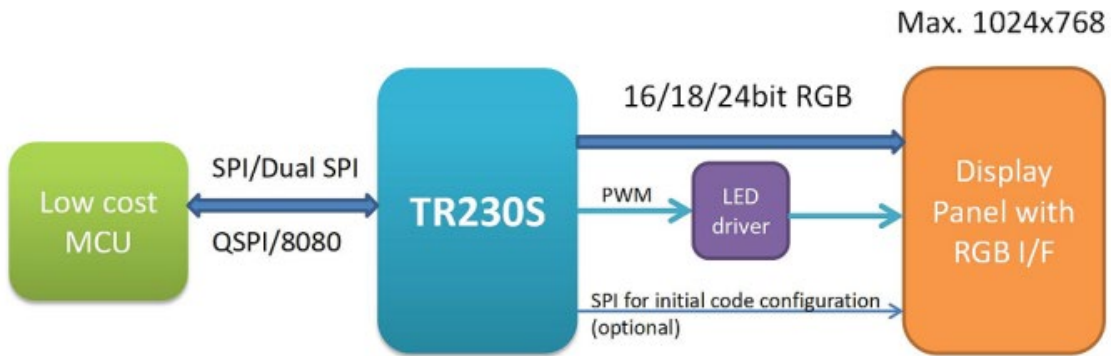 Max. 1024x768
Low cost
MCU
SPI/Dual SPI
QSPI/8080
TR230S
16/18/24bit RGB
PWM
LED
driver
SPI for initial code configuration
(optional)
Display
Panel with
RGB I/F